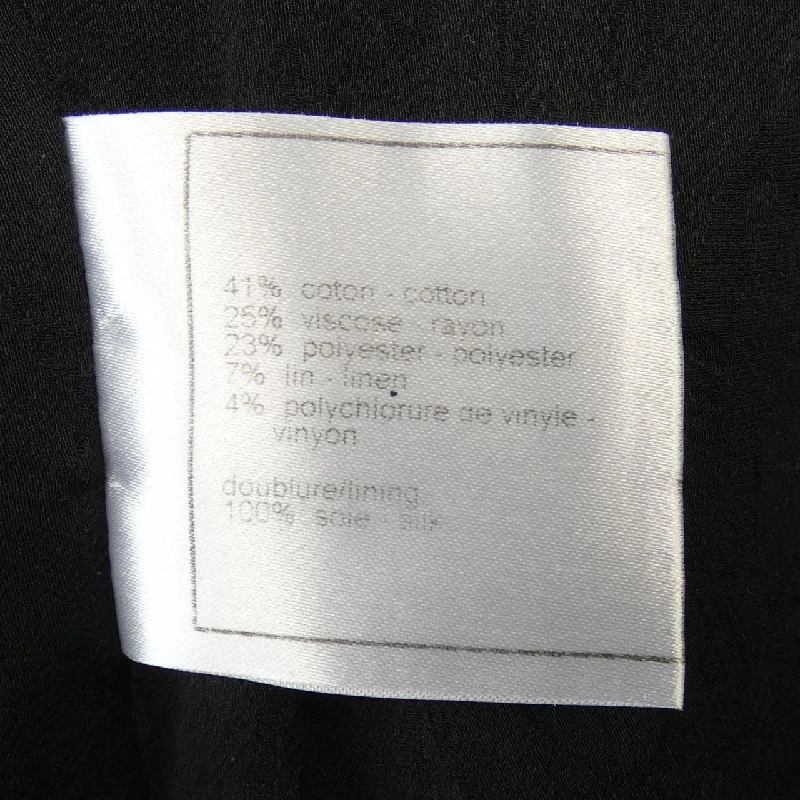 41% coton - cotton
25% viscose - rayon
23% polyester - polyester
7% lin - linen
4% polychlorure de vinyle -
vinyon
doublure/lining
100% soie - silk